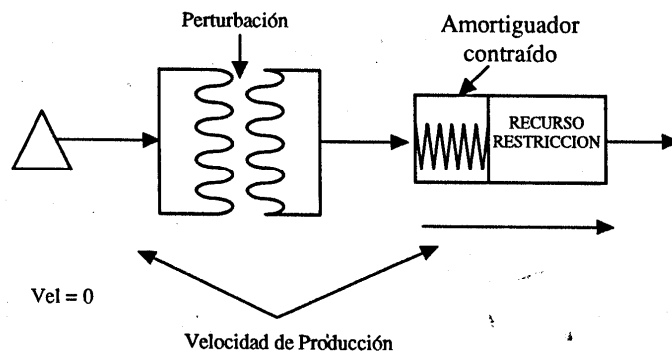 Perturbación
Amortiguador
contraído
RECURSO
RESTRICCION
Vel = 0
Velocidad de Producción